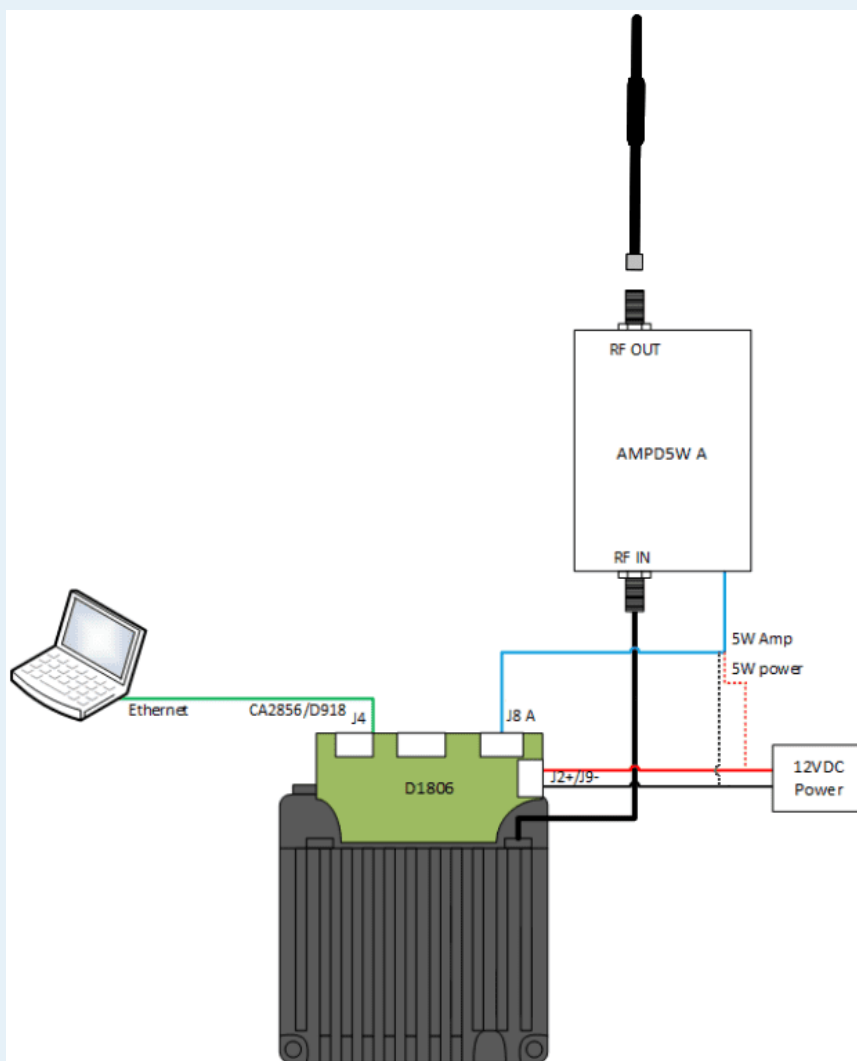 RF OUT
AMPD5W A
RF IN
5W Amp
5W power
Ethernet
CA2856/D918
J4
J8 A
D1806
J2+/J9-
12VDC
Power